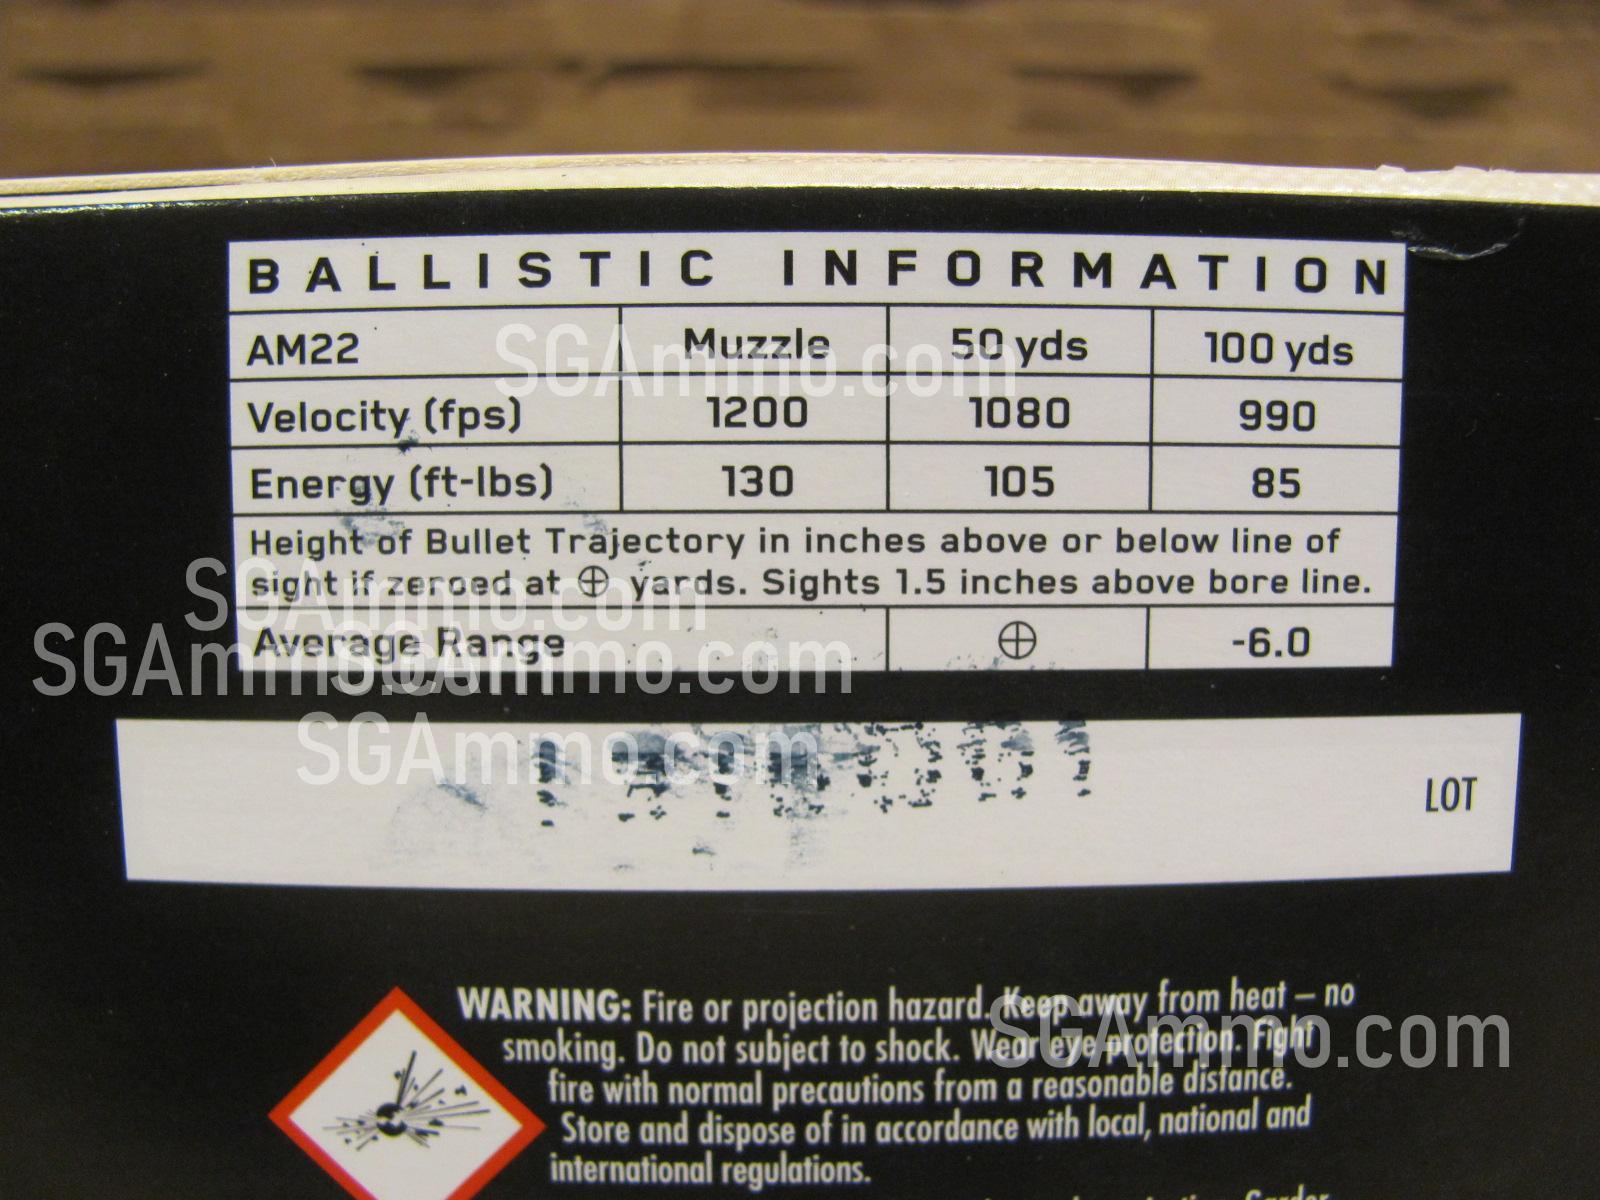 BALLISTIC INFORMATION
AM22 Muzzle 50 yds 100 yds
Velocity (fps) 1200 1080 990
Energy (ft-lbs) 130 105 85
Height of Bullet Trajectory in inches above or below line of
sight if zeroed at ⊕ yards. Sights 1.5 inches above bore line.
Average Range ⊕ -6.0
SGAmmo.com
SGAmmo.com
SGAmmo.com
SGAmmo.com
SGAmmo.com
LOT
WARNING: Fire or projection hazard. Keep away from heat – no
smoking. Do not subject to shock. Wear eye protection. Fight
fire with normal precautions from a reasonable distance.
Store and dispose of in accordance with local, national and
international regulations.
SGAmmo.com